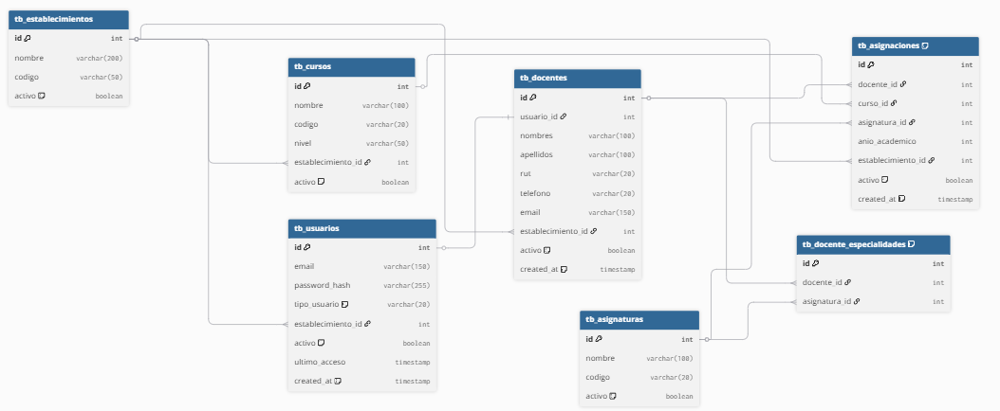 tb_establecimientos
id int
nombre varchar(200)
codigo varchar(50)
activo boolean
tb_cursos
id int
nombre varchar(100)
codigo varchar(20)
nivel varchar(50)
establecimiento_id int
activo boolean
tb_usuarios
id int
email varchar(150)
password_hash varchar(255)
tipo_usuario varchar(20)
establecimiento_id int
activo boolean
ultimo_acceso timestamp
created_at timestamp
tb_docentes
id int
usuario_id int
nombres varchar(100)
apellidos varchar(100)
rut varchar(20)
telefono varchar(20)
email varchar(150)
establecimiento_id int
activo boolean
created_at timestamp
tb_asignaturas
id int
nombre varchar(100)
codigo varchar(20)
activo boolean
tb_asignaciones
id int
docente_id int
curso_id int
asignatura_id int
anio_academico int
establecimiento_id int
activo boolean
created_at timestamp
tb_docente_especialidades
id int
docente_id int
asignatura_id int